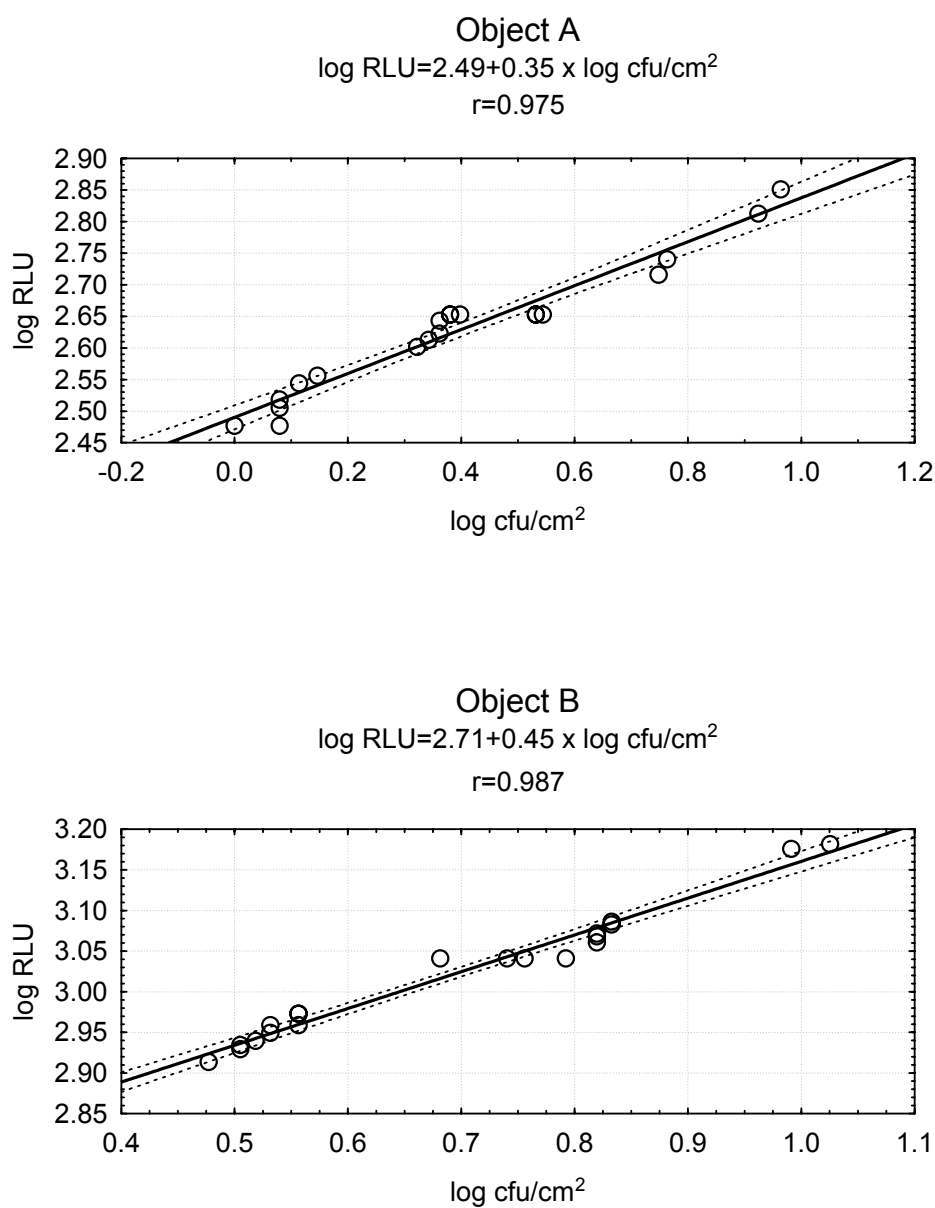 Object A
log RLU=2.49+0.35 x log cfu/cm²
r=0.975
2.90
2.85
2.80
2.75
2.70
2.65
2.60
2.55
2.50
2.45
log RLU
-0.2 0.0 0.2 0.4 0.6 0.8 1.0 1.2
log cfu/cm²
Object B
log RLU=2.71+0.45 x log cfu/cm²
r=0.987
3.20
3.15
3.10
3.05
3.00
2.95
2.90
2.85
log RLU
0.4 0.5 0.6 0.7 0.8 0.9 1.0 1.1
log cfu/cm²